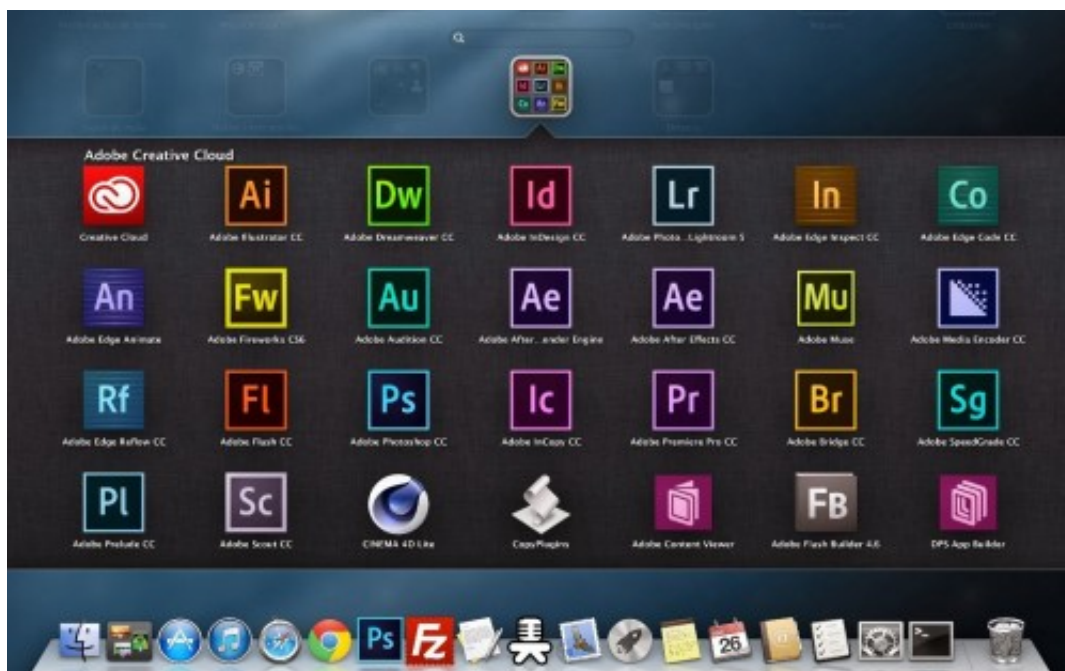 Adobe Creative Cloud
Ai
Dw
Id
Lr
In
Co
Creative Cloud
Adobe Illustrator CC
Adobe Dreamweaver CC
Adobe InDesign CC
Adobe Photo...Lightroom 5
Adobe Edge Inspect CC
Adobe Edge Code CC
An
Fw
Au
Ae
Ae
Mu
Adobe Edge Animate
Adobe Fireworks CS6
Adobe Audition CC
Adobe After...ender Engine
Adobe After Effects CC
Adobe Muse
Adobe Media Encoder CC
Rf
Fl
Ps
Ic
Pr
Br
Sg
Adobe Edge Reflow CC
Adobe Flash CC
Adobe Photoshop CC
Adobe InCopy CC
Adobe Premiere Pro CC
Adobe Bridge CC
Adobe SpeedGrade CC
Pl
Sc
FB
Adobe Prelude CC
Adobe Scout CC
CINEMA 4D Lite
CopyPlugins
Adobe Content Viewer
Adobe Flash Builder 4.6
DPS App Builder
Ps
Fz
26
>_